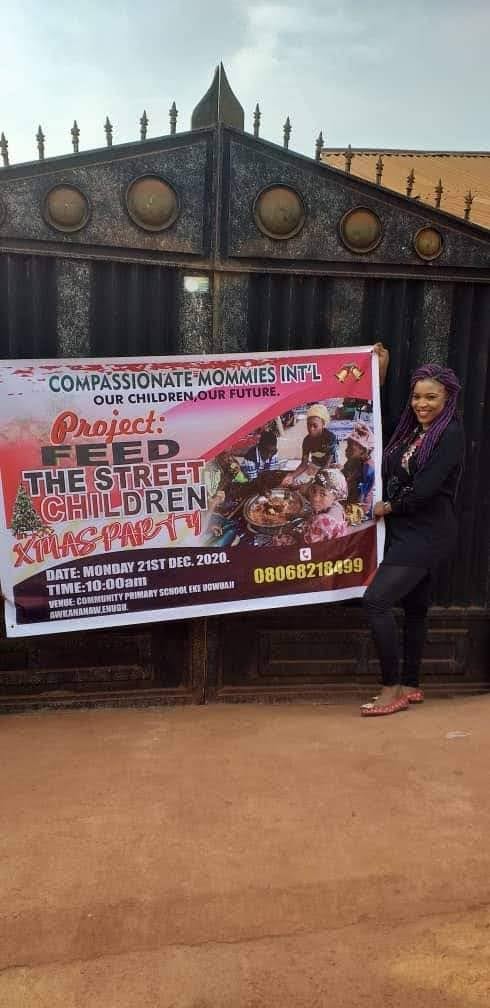 COMPASSIONATE MOMMIES INT'L
OUR CHILDREN, OUR FUTURE.
Project:
FEED
THE STREET
CHILDREN
XMAS PARTY
DATE: MONDAY 21ST DEC. 2020.
TIME: 10:00am
VENUE: COMMUNITY PRIMARY SCHOOL EKE UGWUAJI
AWKANANAW, ENUGU.
08068218499